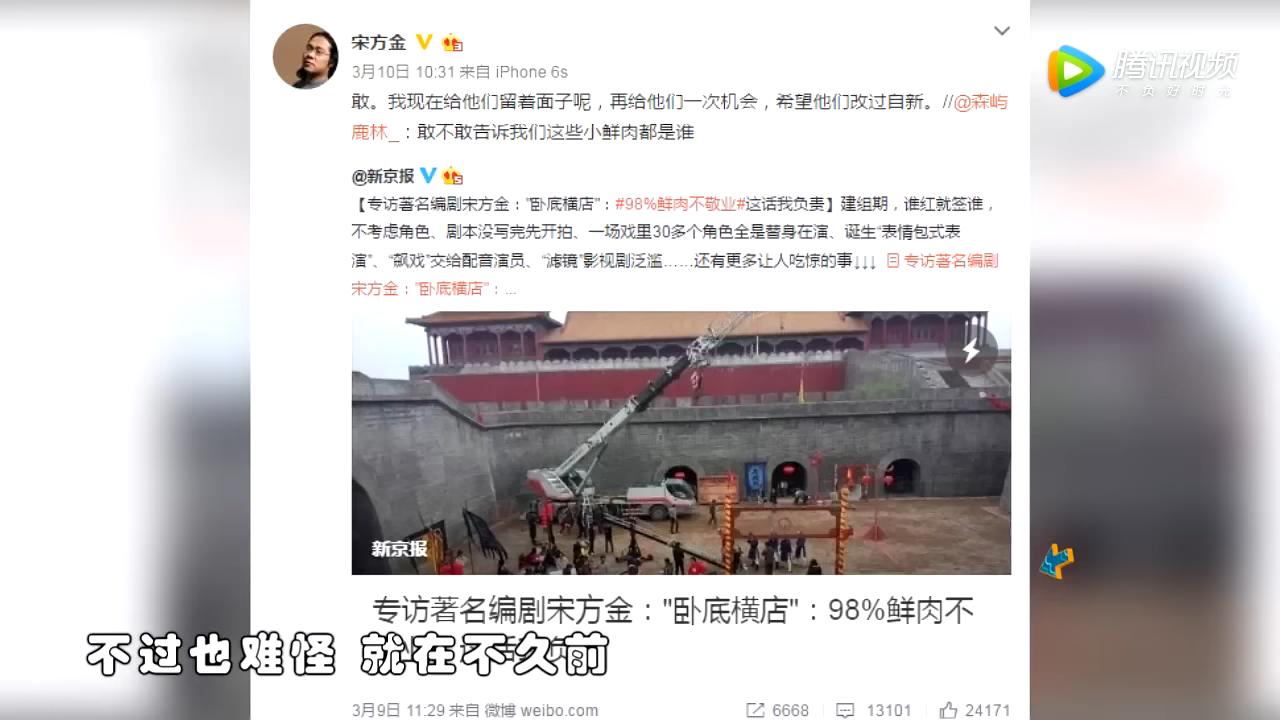 宋方金
3月10日 10:31 来自 iPhone 6s
敢。我现在给他们留着面子呢，再给他们一次机会，希望他们改过自新。//@森屿
鹿林_：敢不敢告诉我们这些小鲜肉都是谁
@新京报
【专访著名编剧宋方金："卧底横店"：#98%鲜肉不敬业#这话我负责】建组期，谁红就签谁，
不考虑角色、剧本没写完先开拍、一场戏里30多个角色全是替身在演、诞生"表情包式表
演"、"飙戏"交给配音演员、"滤镜"影视剧泛滥……还有更多让人吃惊的事↓↓↓ 专访著名编剧
宋方金："卧底横店"：...
新京报
专访著名编剧宋方金："卧底横店"：98%鲜肉不
不过也难怪 就在不久前
3月9日 11:29 来自 微博 weibo.com
6668 13101 24171
腾讯视频
不负好时光